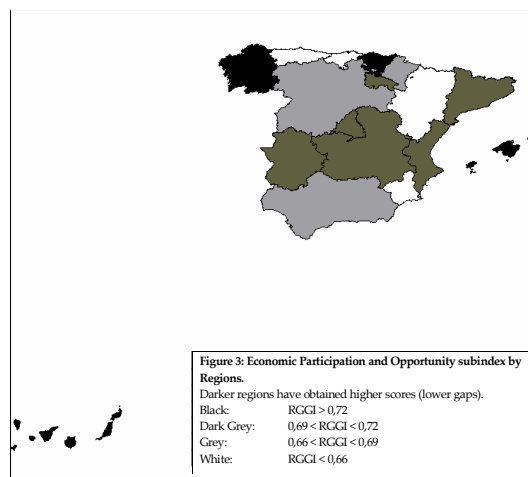 Figure 3: Economic Participation and Opportunity subindex by
Regions.
Darker regions have obtained higher scores (lower gaps).
Black: RGGI > 0,72
Dark Grey: 0,69 < RGGI < 0,72
Grey: 0,66 < RGGI < 0,69
White: RGGI < 0,66